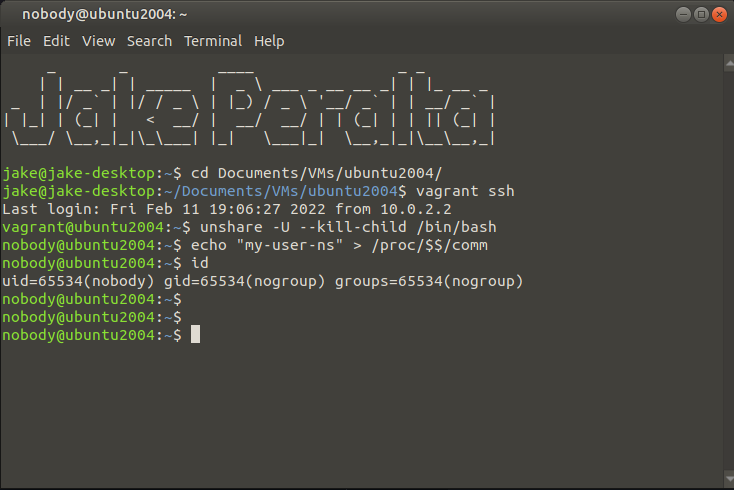 nobody@ubuntu2004: ~
File Edit View Search Terminal Help
Jake Peralta
jake@jake-desktop:~$ cd Documents/VMs/ubuntu2004/
jake@jake-desktop:~/Documents/VMs/ubuntu2004$ vagrant ssh
Last login: Fri Feb 11 19:06:27 2022 from 10.0.2.2
vagrant@ubuntu2004:~$ unshare -U --kill-child /bin/bash
nobody@ubuntu2004:~$ echo "my-user-ns" > /proc/$$/comm
nobody@ubuntu2004:~$ id
uid=65534(nobody) gid=65534(nogroup) groups=65534(nogroup)
nobody@ubuntu2004:~$
nobody@ubuntu2004:~$
nobody@ubuntu2004:~$